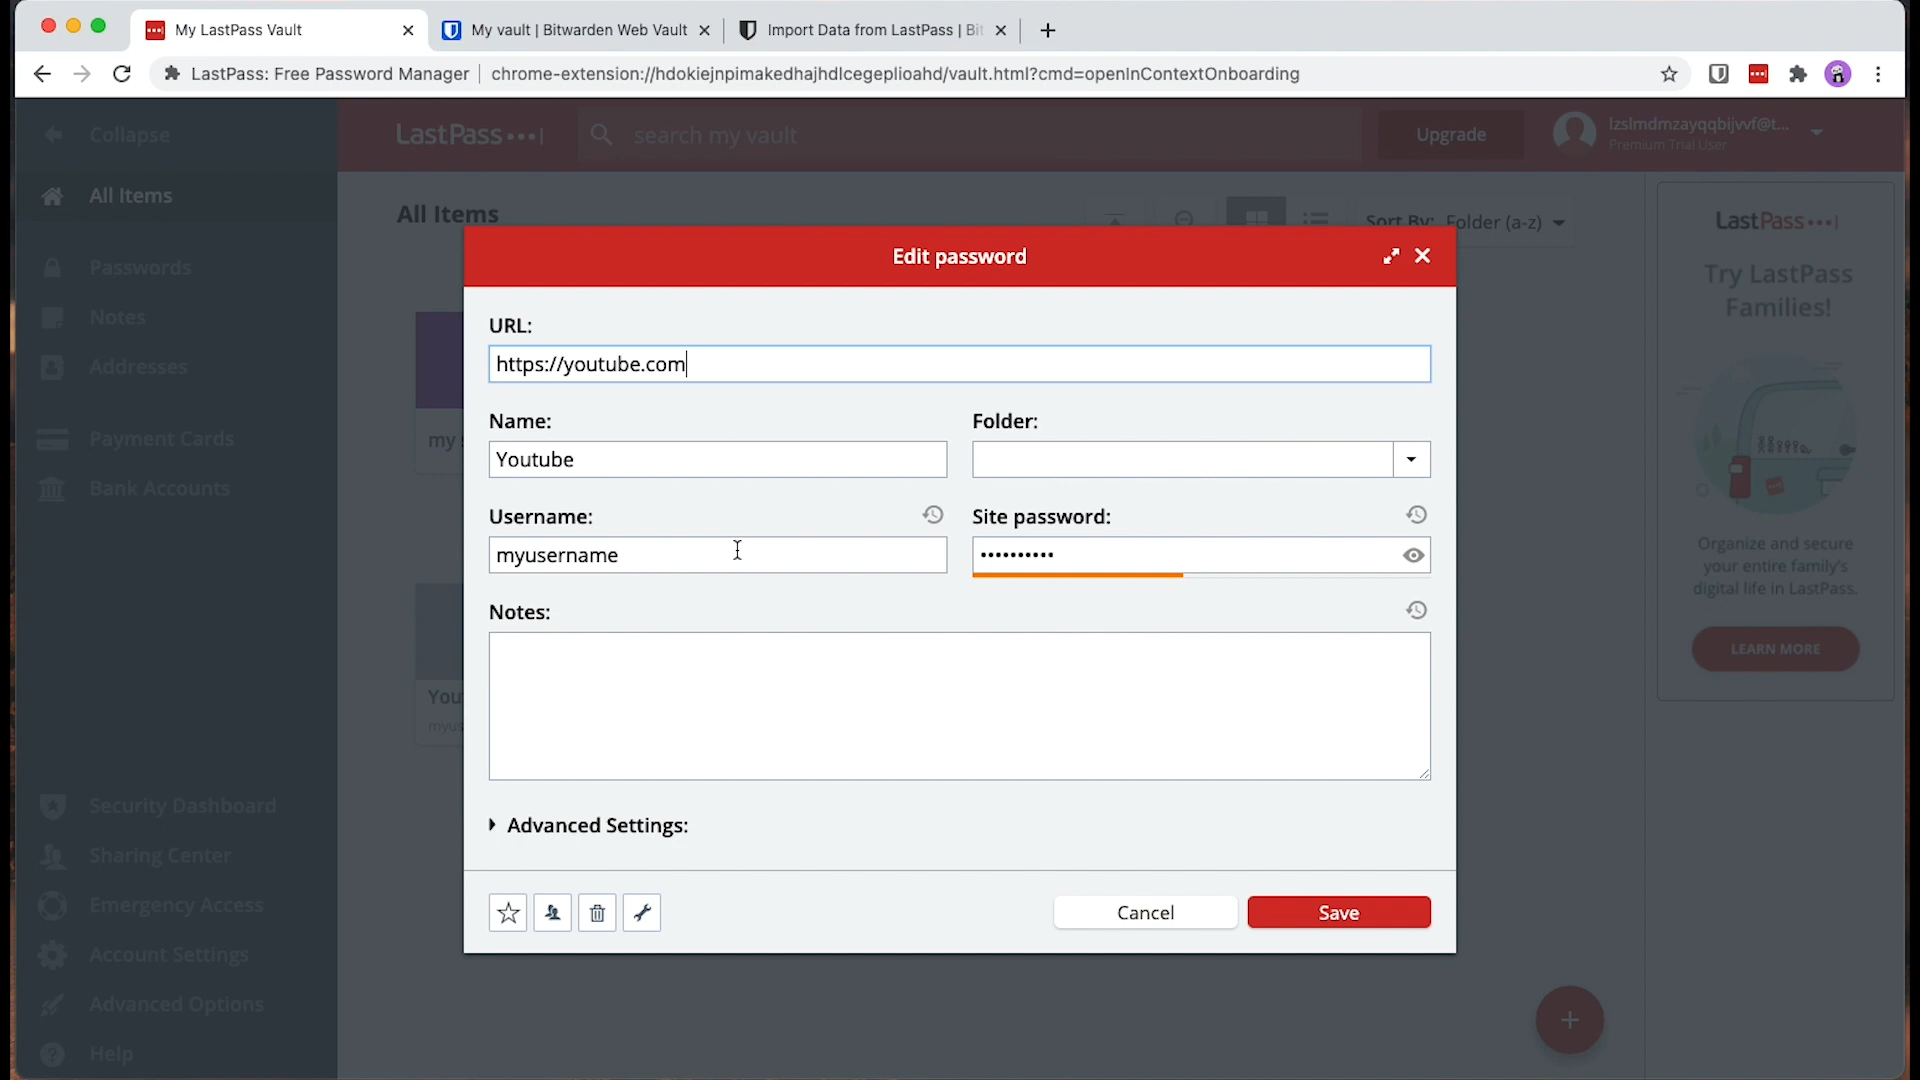 My LastPass Vault
My vault | Bitwarden Web Vault
Import Data from LastPass | Bit
LastPass: Free Password Manager
chrome-extension://hdokiejnpimakedhajhdlcegeplioahd/vault.html?cmd=openInContextOnboarding
Collapse
LastPass
search my vault
Upgrade
lzslmdmzayqqbijvvf@t...
Premium Trial User
All Items
All Items
Sort By: Folder (a-z)
Passwords
Notes
Addresses
Payment Cards
Bank Accounts
Security Dashboard
Sharing Center
Emergency Access
Account Settings
Advanced Options
Help
my s
You
myus
Edit password
URL:
https://youtube.com
Name:
Folder:
Youtube
Username:
Site password:
myusername
Notes:
Advanced Settings:
Cancel
Save
LastPass
Try LastPass
Families!
Organize and secure
your entire family's
digital life in LastPass.
LEARN MORE